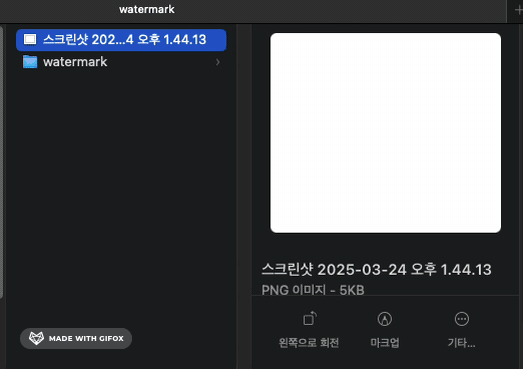 watermark
스크린샷 202...4 오후 1.44.13
watermark
스크린샷 2025-03-24 오후 1.44.13
PNG 이미지 - 5KB
왼쪽으로 회전
마크업
기타...
MADE WITH GIFOX